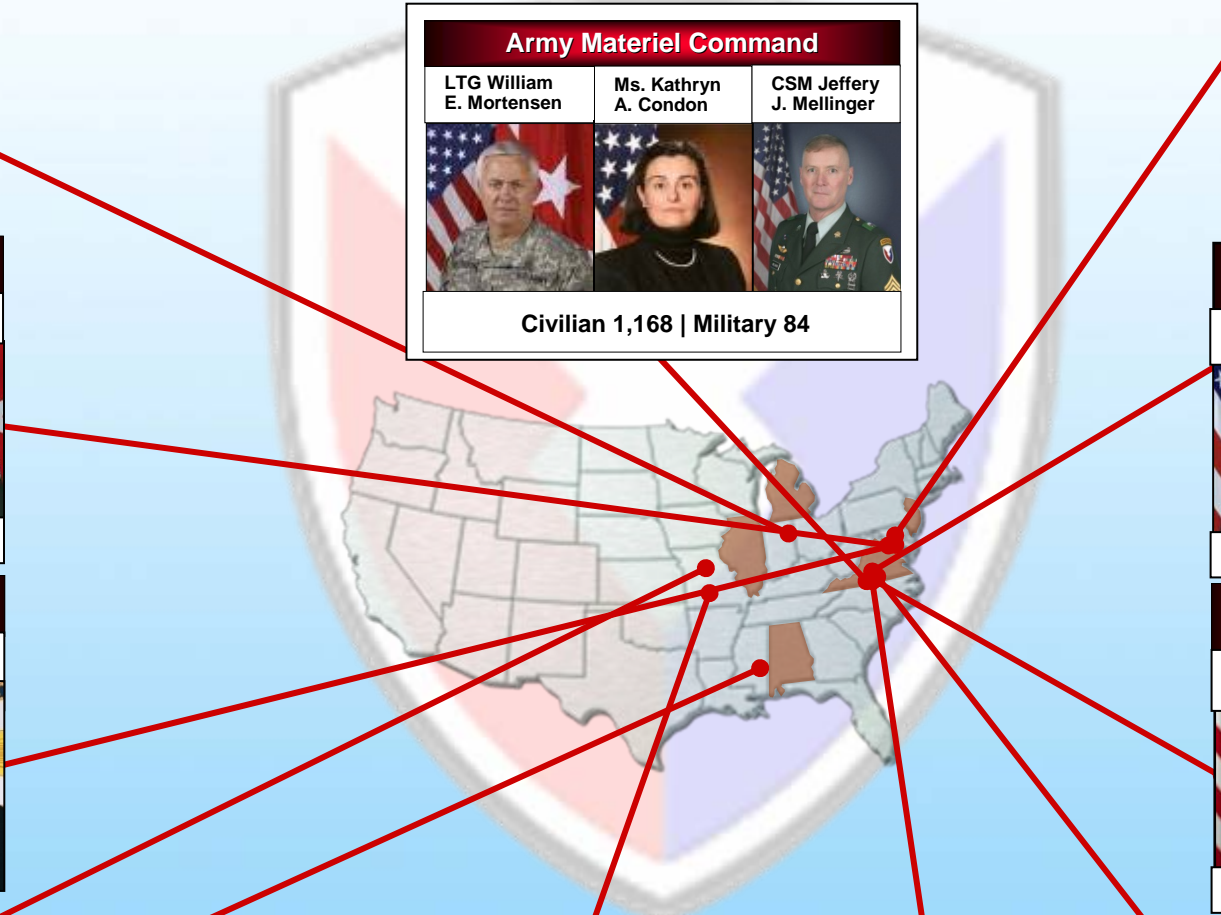 Army Materiel Command
LTG William
E. Mortensen
Ms. Kathryn
A. Condon
CSM Jeffery
J. Mellinger
Civilian 1,168 | Military 84